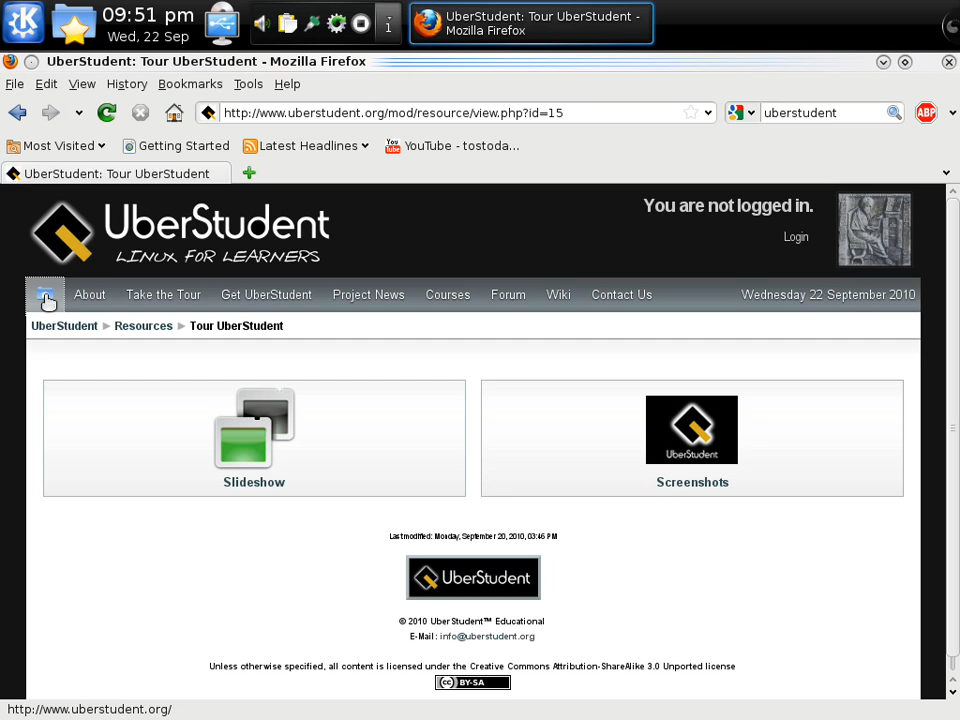 09:51 pm
Wed, 22 Sep
1
UberStudent: Tour UberStudent -
Mozilla Firefox
UberStudent: Tour UberStudent - Mozilla Firefox
File Edit View History Bookmarks Tools Help
http://www.uberstudent.org/mod/resource/view.php?id=15
uberstudent
ABP
Most Visited
Getting Started
Latest Headlines
You Tube
YouTube - tostoda...
UberStudent: Tour UberStudent
UberStudent
LINUX FOR LEARNERS
You are not logged in.
Login
About Take the Tour Get UberStudent Project News Courses Forum Wiki Contact Us Wednesday 22 September 2010
UberStudent ► Resources ► Tour UberStudent
UberStudent
Slideshow
Screenshots
Last modified: Monday, September 20, 2010, 03:46 PM
UberStudent
© 2010 UberStudent™ Educational
E-Mail : info@uberstudent.org
Unless otherwise specified, all content is licensed under the Creative Commons Attribution-ShareAlike 3.0 Unported license
cc BY-SA
http://www.uberstudent.org/